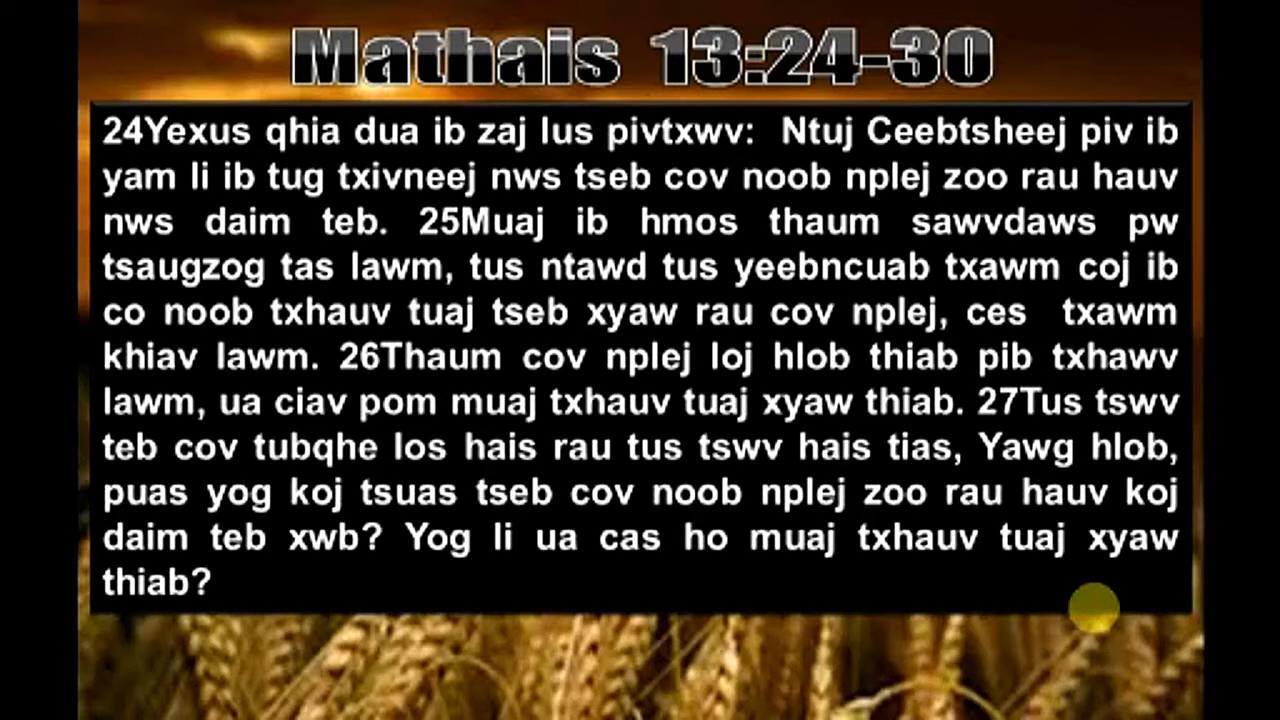 Mathais 13:24-30
24Yexus qhia dua ib zaj lus pivtxwv: Ntuj Ceebtsheej piv ib
yam li ib tug txivneej nws tseb cov noob nplej zoo rau hauv
nws daim teb. 25Muaj ib hmos thaum sawvdaws pw
tsaugzog tas lawm, tus ntawd tus yeebncuab txawm coj ib
co noob txhauv tuaj tseb xyaw rau cov nplej, ces txawm
khiav lawm. 26Thaum cov nplej loj hlob thiab pib txhawv
lawm, ua ciav pom muaj txhauv tuaj xyaw thiab. 27Tus tswv
teb cov tubqhe los hais rau tus tswv hais tias, Yawg hlob,
puas yog koj tsuas tseb cov noob nplej zoo rau hauv koj
daim teb xwb? Yog li ua cas ho muaj txhauv tuaj xyaw
thiab?